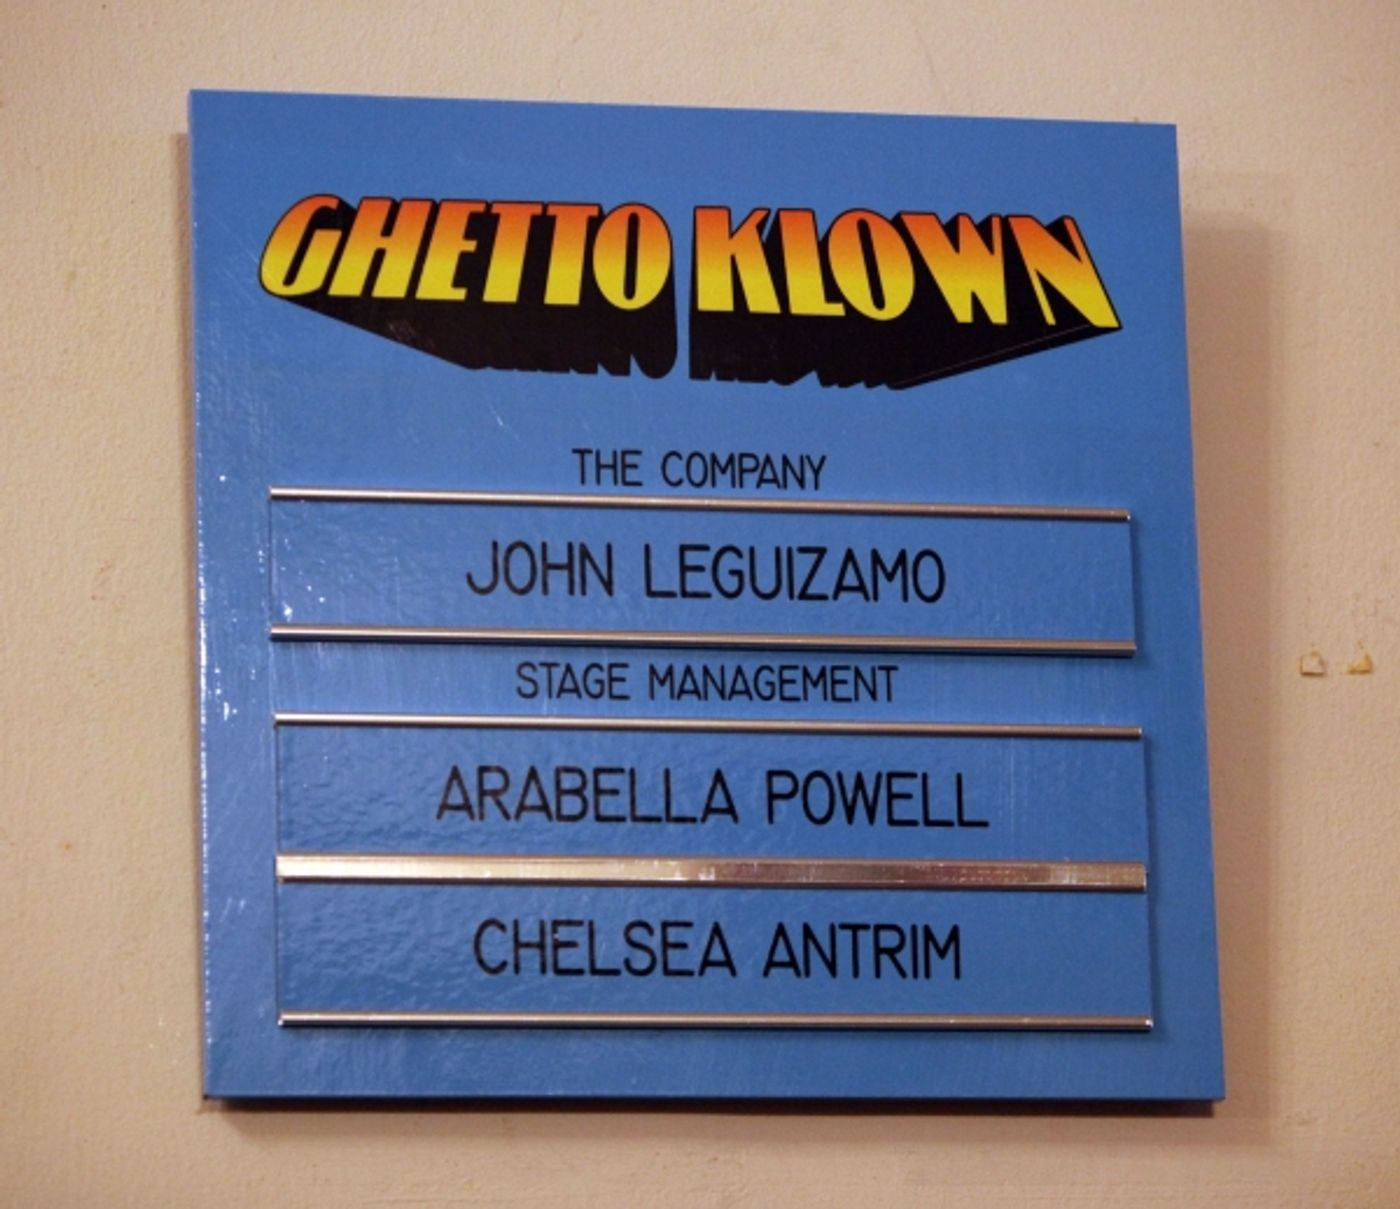 GHETTO KLOWN
THE COMPANY
JOHN LEGUIZAMO
STAGE MANAGEMENT
ARABELLA POWELL
CHELSEA ANTRIM